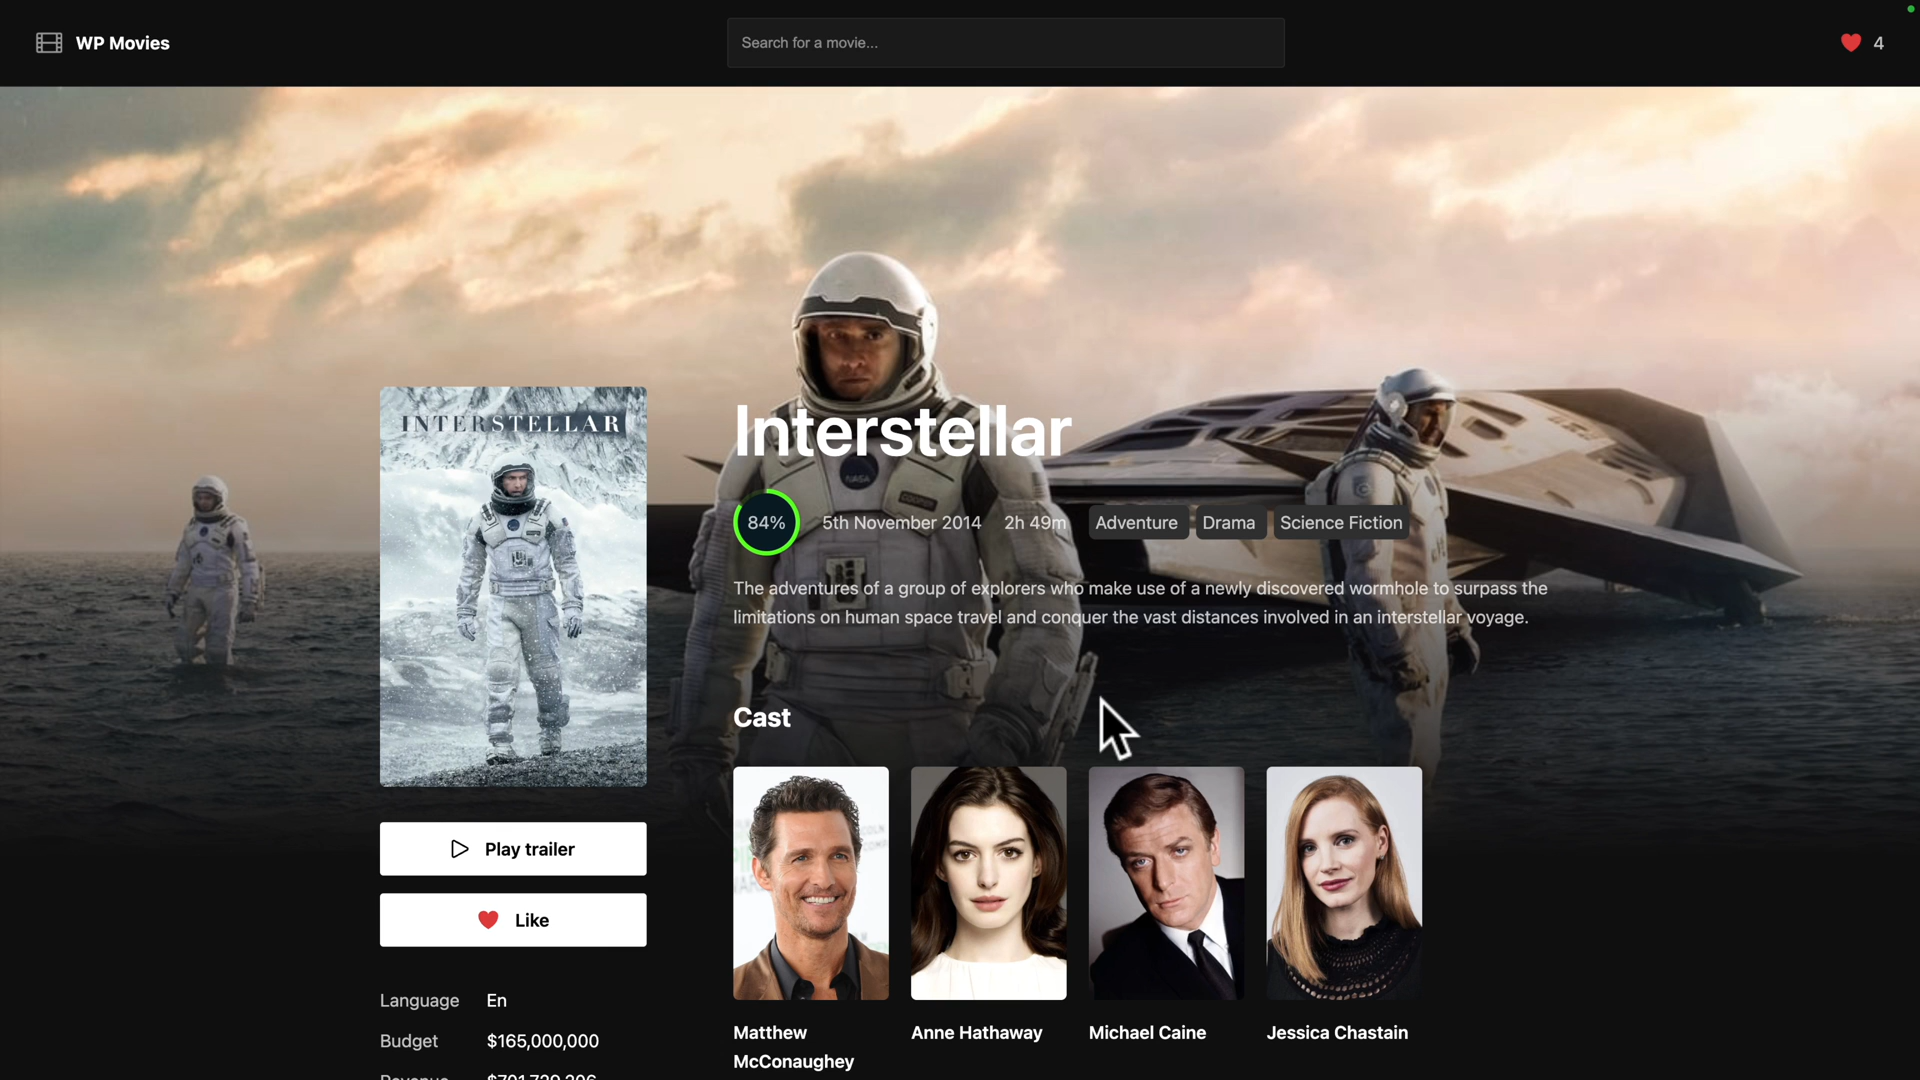 WP Movies
Search for a movie...
4
INTERSTELLAR
Interstellar
NASA
COOPER
84%
5th November 2014
2h 49m
Adventure
Drama
Science Fiction
The adventures of a group of explorers who make use of a newly discovered wormhole to surpass the
limitations on human space travel and conquer the vast distances involved in an interstellar voyage.
Play trailer
Like
Language En
Budget $165,000,000
Cast
Matthew
McConaughey
Anne Hathaway
Michael Caine
Jessica Chastain